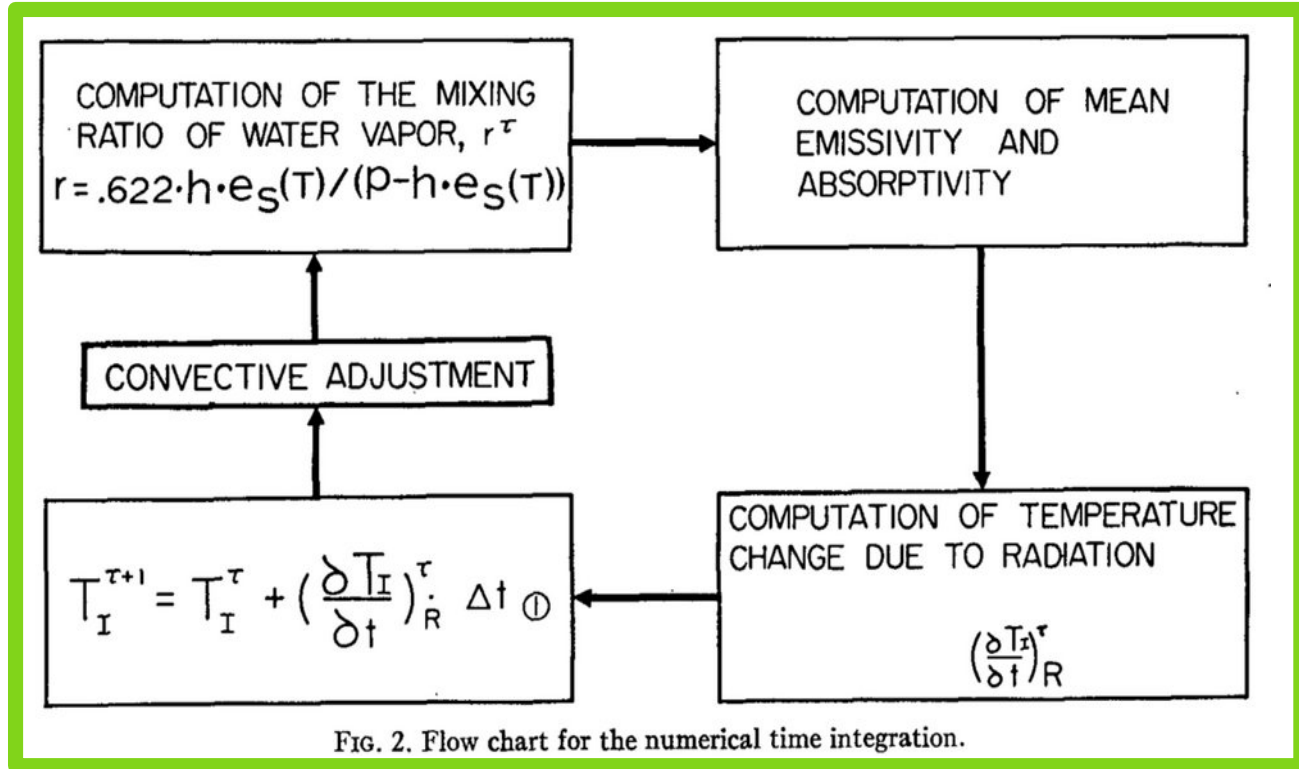 COMPUTATION OF THE MIXING
RATIO OF WATER VAPOR, r^τ
r=.622·h·e_S(T)/(P-h·e_S(T))
COMPUTATION OF MEAN
EMISSIVITY AND
ABSORPTIVITY
CONVECTIVE ADJUSTMENT
T_I^{τ+1} = T_I^τ + (∂T_I/∂t)_R^τ Δt ①
COMPUTATION OF TEMPERATURE
CHANGE DUE TO RADIATION
(∂T_I/∂t)_R^τ
FIG. 2. Flow chart for the numerical time integration.